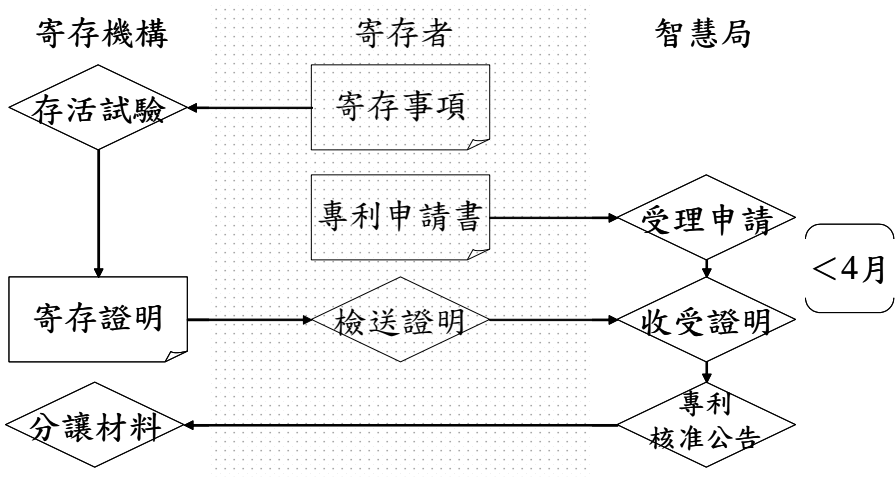 寄存機構
寄存者
智慧局
存活試驗
寄存事項
專利申請書
受理申請
<4月
寄存證明
檢送證明
收受證明
分讓材料
專利
核准公告